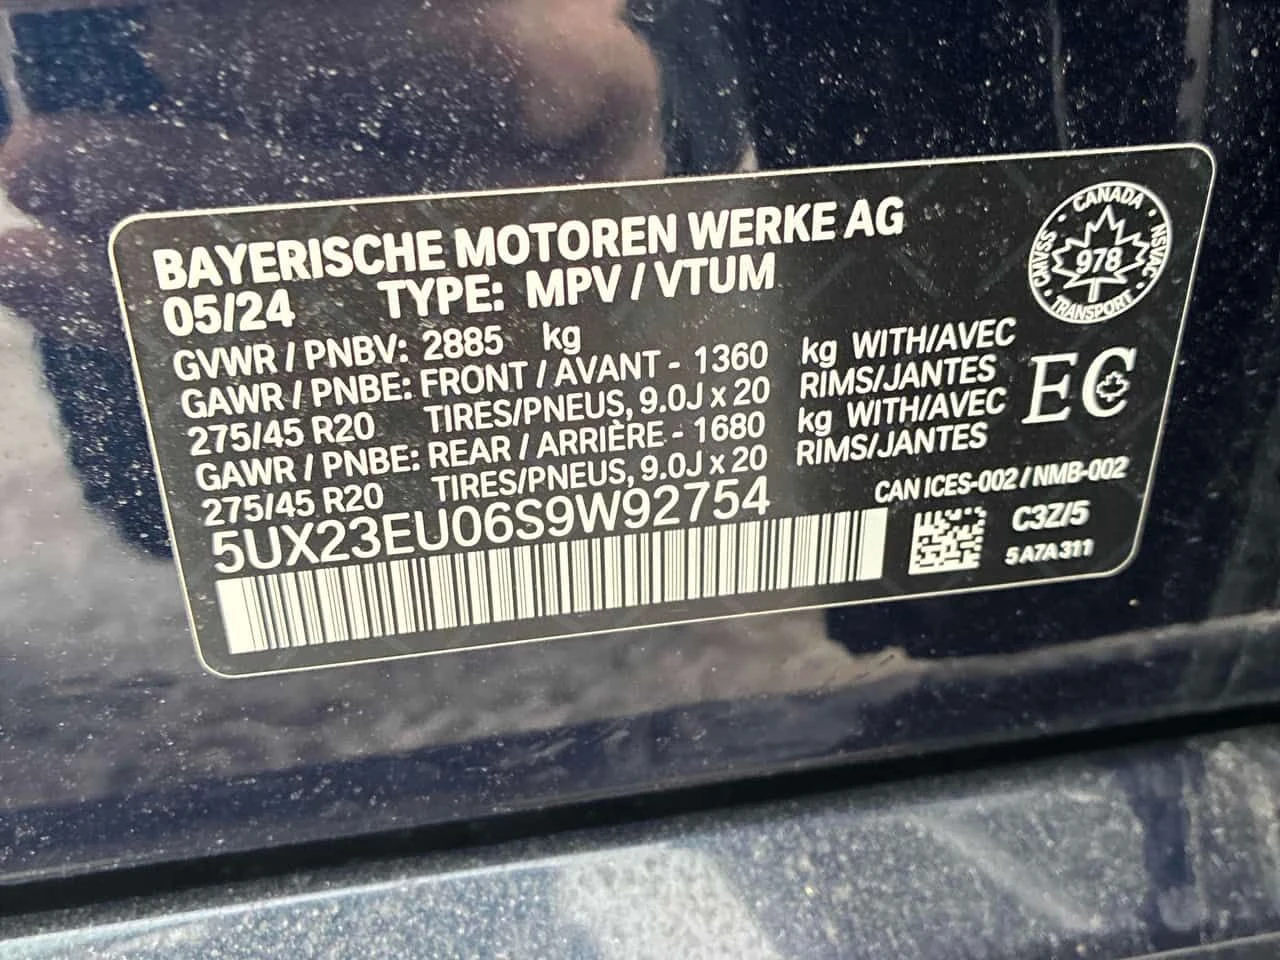 BAYERISCHE MOTOREN WERKE AG
05/24 TYPE: MPV / VTUM
GVWR / PNBV: 2885 kg
GAWR / PNBE: FRONT / AVANT - 1360 kg WITH/AVEC
275/45 R20 TIRES/PNEUS, 9.0J x 20 RIMS/JANTES
GAWR / PNBE: REAR / ARRIÈRE - 1680 kg WITH/AVEC
275/45 R20 TIRES/PNEUS, 9.0J x 20 RIMS/JANTES
5UX23EU06S9W92754
CANADA
CMVSS
978
NSVAC
TRANSPORT
EC
CAN ICES-002 / NMB-002
C3Z/5
5A7A311